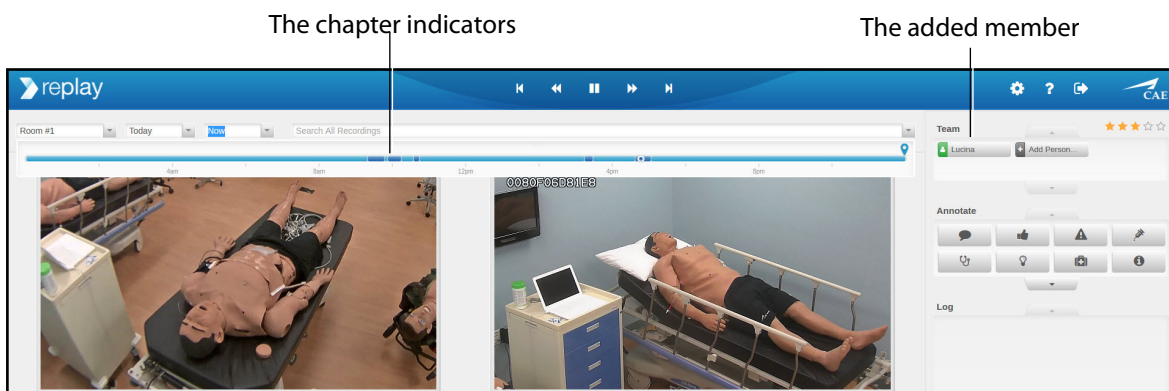 The chapter indicators
The added member
replay
CAE
Room #1
Today
Now
Search All Recordings
Team
Lucina
Add Person...
4am
8am
12pm
4pm
8pm
0080F06D81E8
Annotate
Log